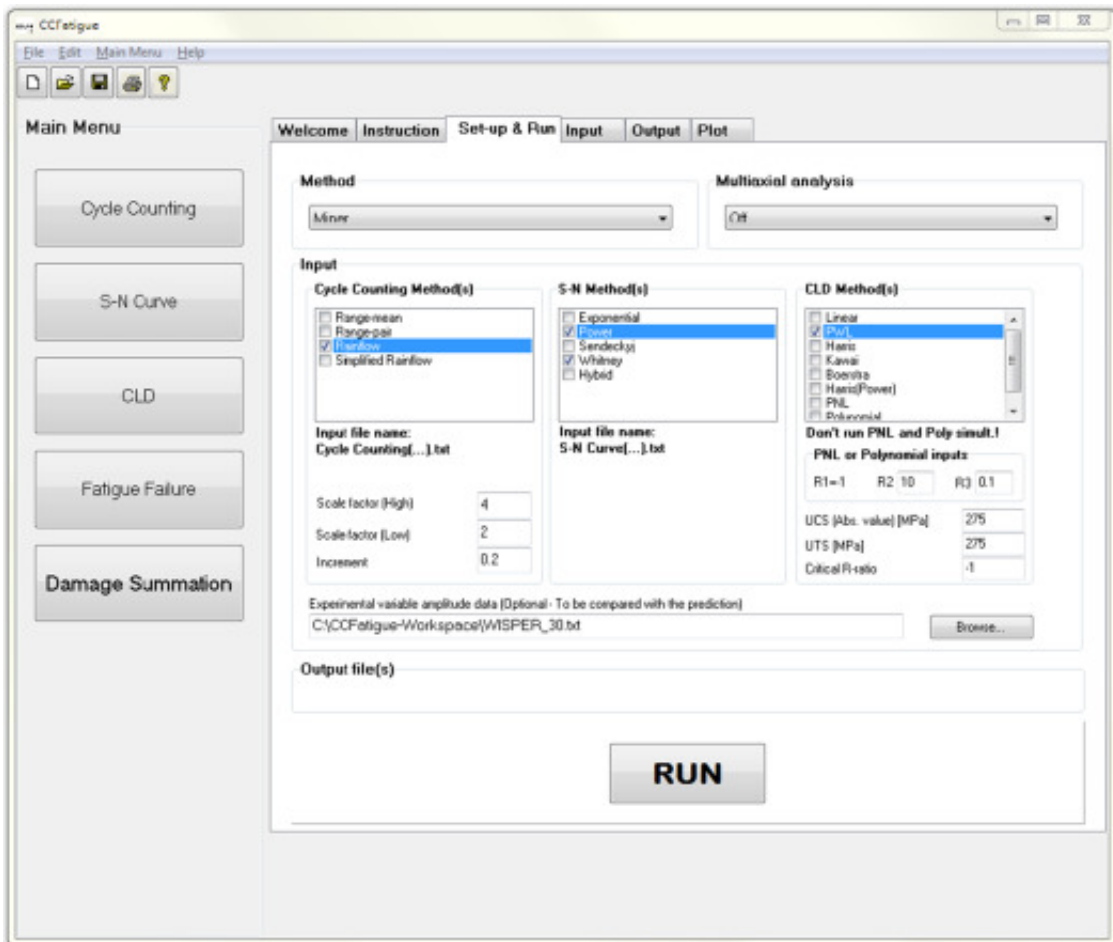 CCFatigue
File Edit Main Menu Help
Main Menu
Cycle Counting
S-N Curve
CLD
Fatigue Failure
Damage Summation
Welcome Instruction Set-up & Run Input Output Plot
Method
Miner
Multiaxial analysis
Off
Input
Cycle Counting Method(s)
Range-mean
Range-pair
Rainflow
Simplified Rainflow
Input file name:
Cycle Counting(...).txt
Scale factor (High) 4
Scale factor (Low) 2
Increment 0.2
S-N Method(s)
Exponential
Power
Sendeckyj
Whitney
Hybrid
Input file name:
S-N Curve(...).txt
CLD Method(s)
Linear
PWL
Harris
Kawai
Boerstra
Harris(Power)
PNL
Polynomial
Don't run PNL and Poly simult.!
PNL or Polynomial inputs
R1=-1 R2 10 R3 0.1
UCS (Abs. value) [MPa] 275
UTS [MPa] 275
Critical R-ratio -1
Experimental variable amplitude data (Optional - To be compared with the prediction)
C:\CCFatigue-Workspace\WISPER_30.txt
Browse...
Output file(s)
RUN